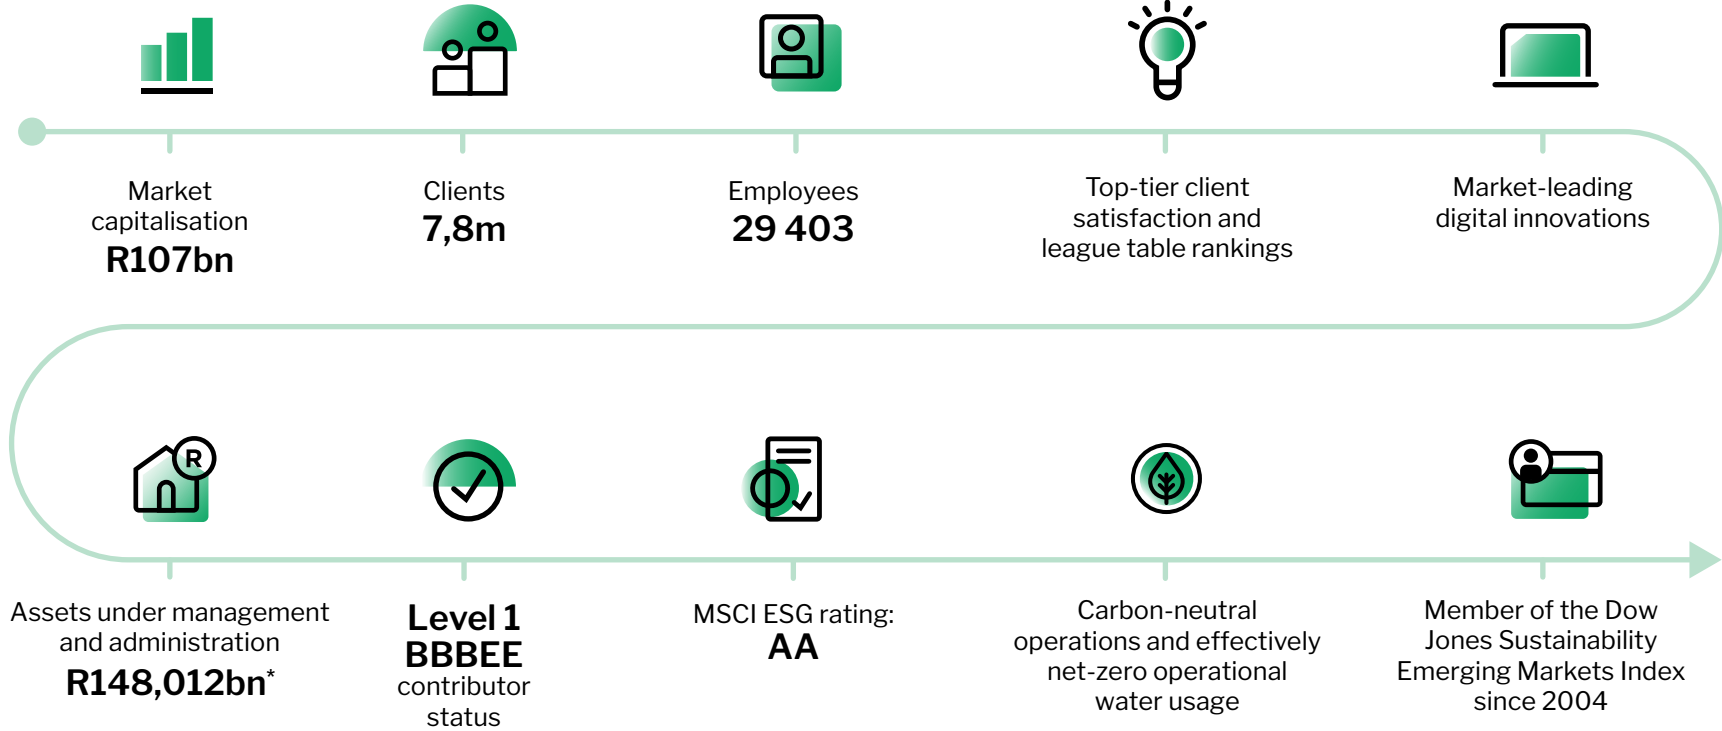 Market
capitalisation
R107bn
Clients
7,8m
Employees
29 403
Top-tier client
satisfaction and
league table rankings
Market-leading
digital innovations
R
Assets under management
and administration
R148,012bn*
Level 1
BBBEE
contributor
status
MSCI ESG rating:
AA
Carbon-neutral
operations and effectively
net-zero operational
water usage
Member of the Dow
Jones Sustainability
Emerging Markets Index
since 2004